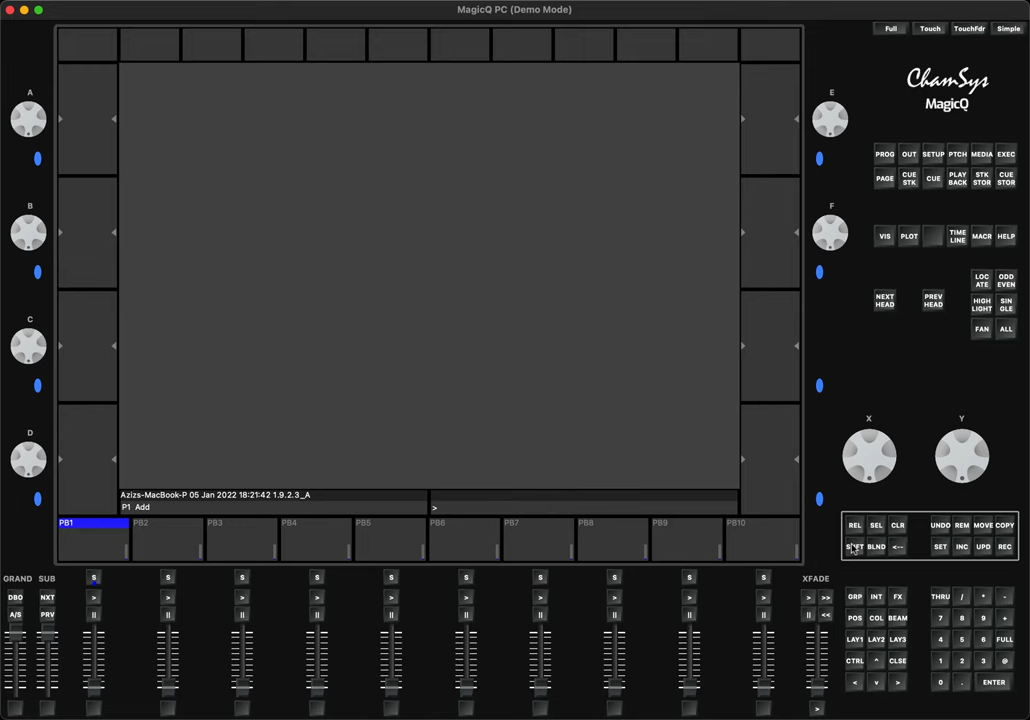 MagicQ PC (Demo Mode)
Full Touch TouchFdr Simple
ChamSys
MagicQ
A
E
PROG OUT SETUP PTCH MEDIA EXEC
PAGE CUE STK CUE PLAY BACK STK STOR CUE STOR
B
F
VIS PLOT TIME LINE MACR HELP
LOC ATE ODD EVEN
NEXT HEAD PREV HEAD HIGH LIGHT SIN GLE
C
FAN ALL
X Y
D
Azizs-MacBook-P 05 Jan 2022 18:21:42 1.9.2.3_A
P1 Add >
PB1 PB2 PB3 PB4 PB5 PB6 PB7 PB8 PB9 PB10
REL SEL CLR UNDO REM MOVE COPY
SHFT BLND <-- SET INC UPD REC
GRAND SUB S S S S S S S S S S XFADE
DBO NXT > > > > > > > > > > > >>
A/S PRV II II II II II II II II II II II <<
GRP INT FX THRU / * -
POS COL BEAM 7 8 9 +
LAY1 LAY2 LAY3 4 5 6 FULL
CTRL ^ CLSE 1 2 3 @
< v > 0 . ENTER
>